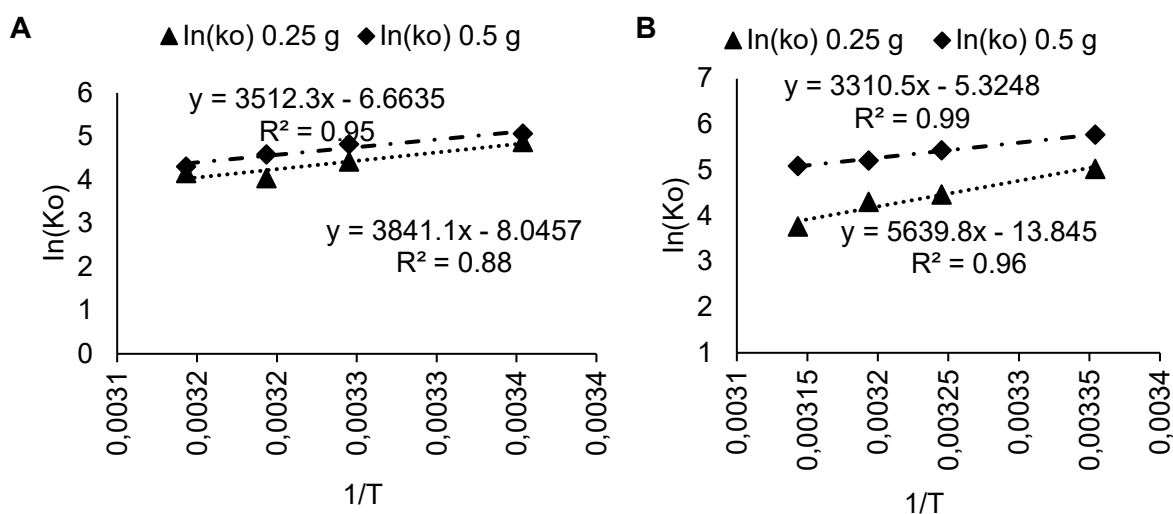 A
ln(ko) 0.25 g ln(ko) 0.5 g
y = 3512.3x - 6.6635
R² = 0.95
y = 3841.1x - 8.0457
R² = 0.88
ln(Ko)
6
5
4
3
2
1
0
0,0031
0,0032
0,0032
0,0033
0,0033
0,0034
0,0034
1/T
B
ln(ko) 0.25 g ln(ko) 0.5 g
y = 3310.5x - 5.3248
R² = 0.99
y = 5639.8x - 13.845
R² = 0.96
ln(Ko)
7
6
5
4
3
2
1
0,0031
0,00315
0,0032
0,00325
0,0033
0,00335
0,0034
1/T